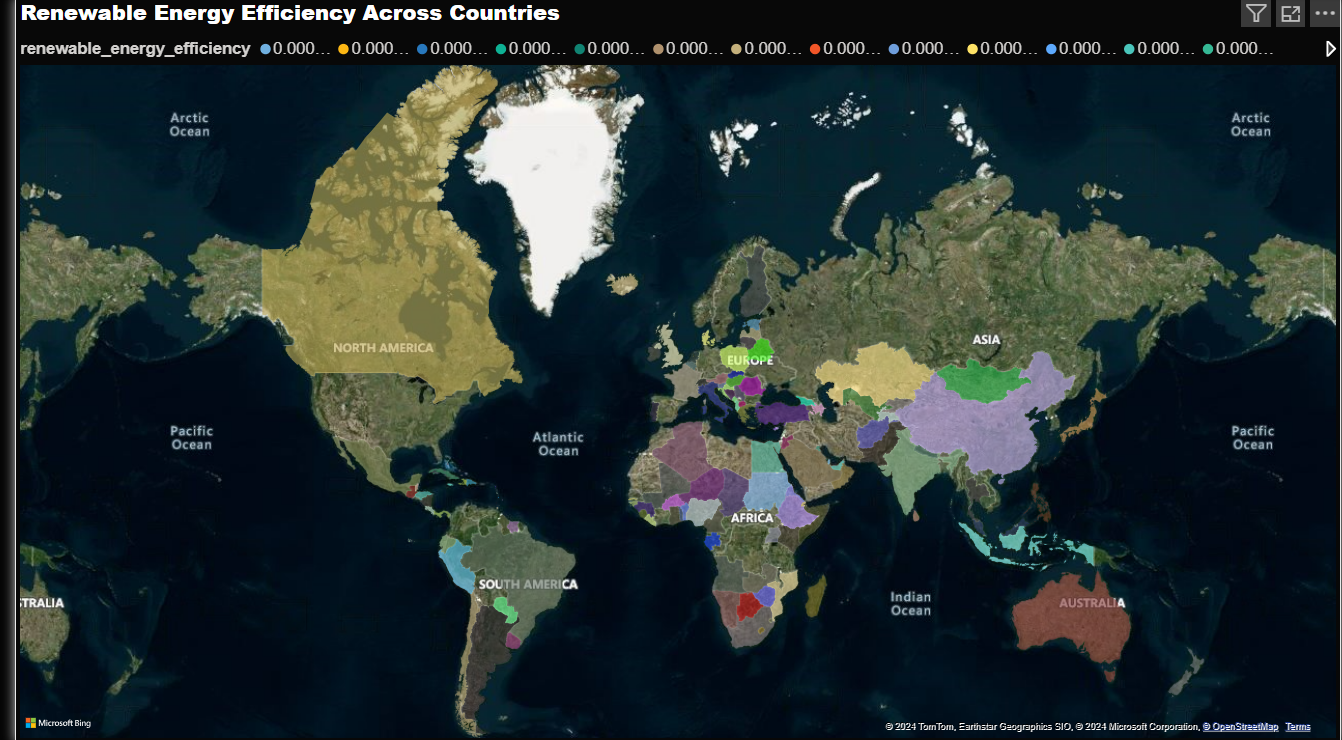 Renewable Energy Efficiency Across Countries
renewable_energy_efficiency 0.000... 0.000... 0.000... 0.000... 0.000... 0.000... 0.000... 0.000... 0.000... 0.000... 0.000... 0.000... 0.000...
Arctic
Ocean
Arctic
Ocean
ASIA
NORTH AMERICA
EUROPE
Pacific
Ocean
Atlantic
Ocean
Pacific
Ocean
AFRICA
SOUTH AMERICA
Indian
Ocean
STRALIA
AUSTRALIA
Microsoft Bing
© 2024 TomTom, Earthstar Geographics SIO, © 2024 Microsoft Corporation, © OpenStreetMap Terms